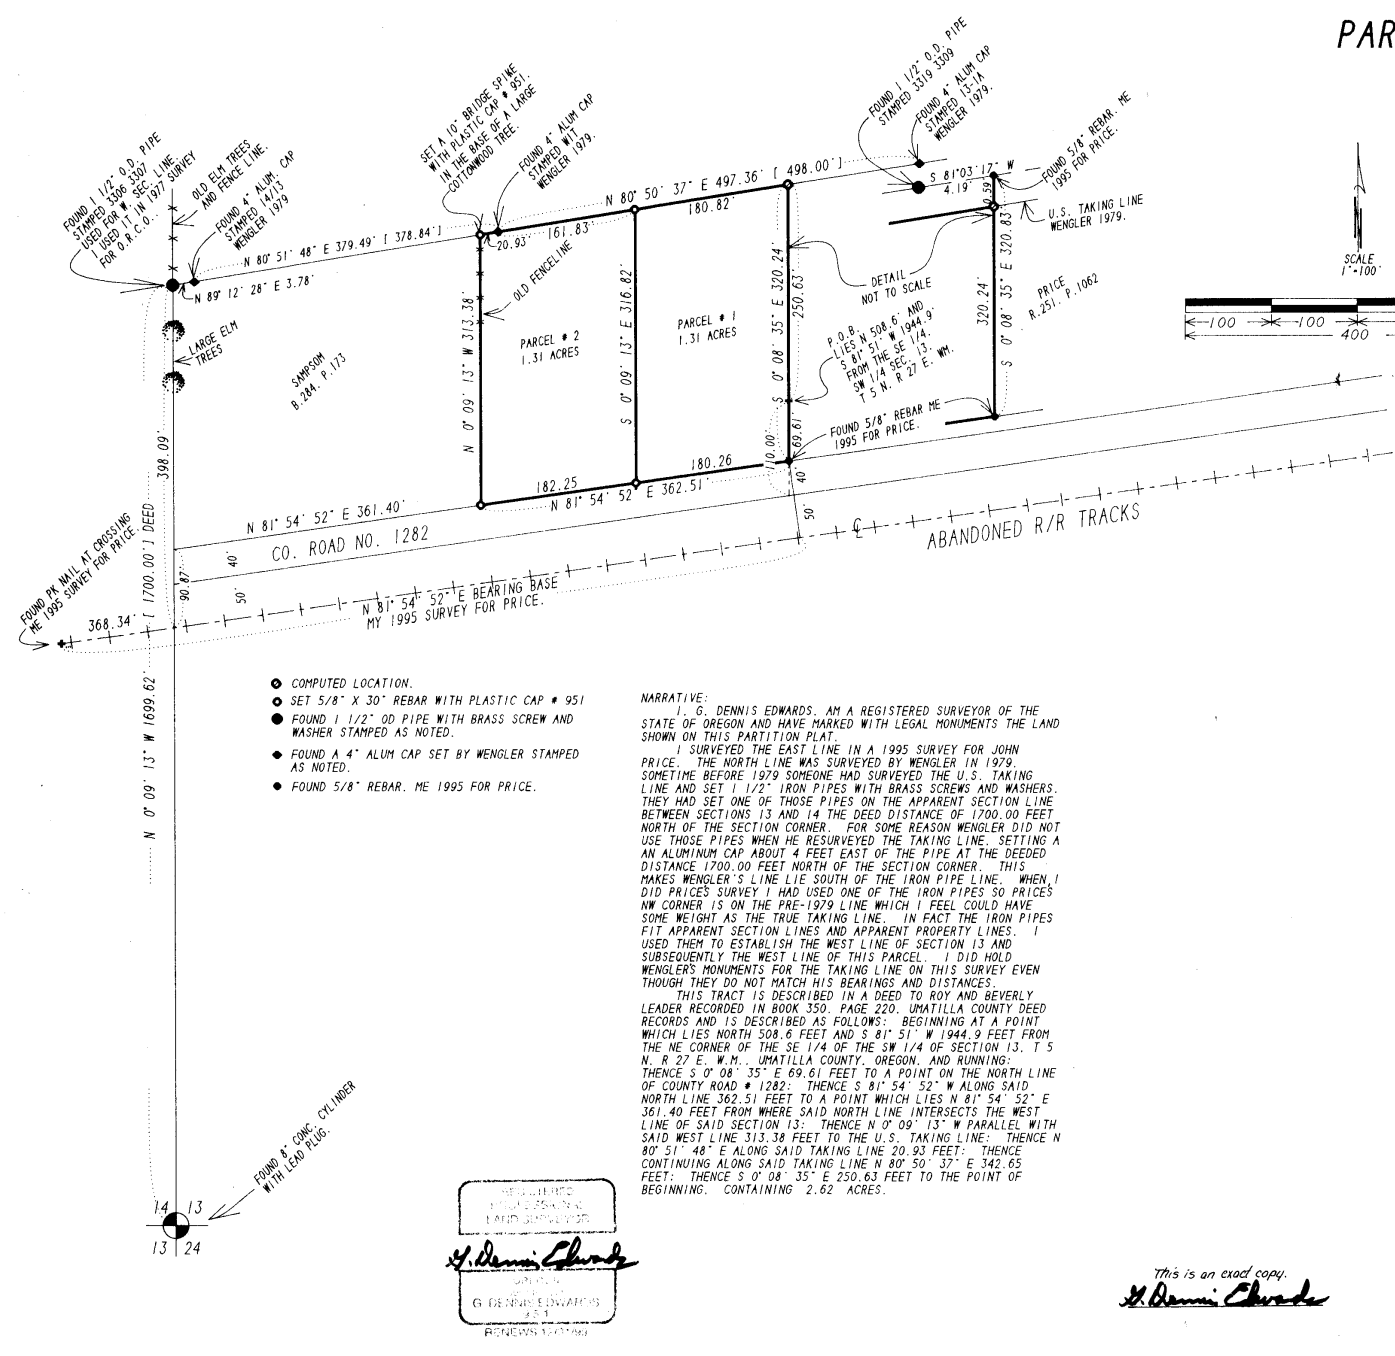 PAR
FOUND 1 1/2" O.D. PIPE
STAMPED 3306 3307
USED FOR W. SEC. LINE.
I USED IT IN 1977 SURVEY
FOR O.R.C.O..
OLD ELM TREES
AND FENCE LINE.
FOUND 4" ALUM. CAP
STAMPED 14/13
WENGLER 1979
SET A 10" BRIDGE SPIKE
WITH PLASTIC CAP # 951.
IN THE BASE OF A LARGE
COTTONWOOD TREE.
FOUND 4" ALUM CAP
STAMPED WIT
WENGLER 1979.
FOUND 1 1/2" O.D. PIPE
STAMPED 3319 3309
FOUND 4" ALUM CAP
STAMPED 13-1A
WENGLER 1979.
FOUND 5/8" REBAR. ME
1995 FOR PRICE.
S 81°03'17" W
4.19'
0.59'
U.S. TAKING LINE
WENGLER 1979.
N 80° 50' 37" E 497.36' [ 498.00']
180.82'
161.83'
20.93'
N 80° 51' 48" E 379.49' [ 378.84']
N 89° 12' 28" E 3.78'
OLD FENCELINE
LARGE ELM
TREES
SAMPSOM
B.284. P.173
PARCEL # 2
1.31 ACRES
PARCEL # 1
1.31 ACRES
N 0° 09' 13" W 313.38'
S 0° 09' 13" E 316.82'
S 0° 08' 35" E 320.24'
250.63'
DETAIL
NOT TO SCALE
320.24'
S 0° 08' 35" E 320.83'
PRICE
R.251. P.1062
SCALE
1"-100'
100
100
400
P.O.B.
LIES N 508.6' AND
S 81° 51' W 1944.9'
FROM THE SE 1/4.
SW 1/4 SEC. 13.
T 5 N. R 27 E. WM.
FOUND 5/8" REBAR ME
1995 FOR PRICE.
69.61'
110.00'
40'
50'
180.26
182.25
N 81° 54' 52" E 362.51'
N 81° 54' 52" E 361.40'
CO. ROAD NO. 1282
398.09'
40'
50'
90.87'
FOUND PK NAIL AT CROSSING
ME 1995 SURVEY FOR PRICE.
368.34'
N 81° 54' 52" E BEARING BASE
MY 1995 SURVEY FOR PRICE.
ABANDONED R/R TRACKS
N 0° 09' 13" W 1699.62' [ 1700.00'] DEED
COMPUTED LOCATION.
SET 5/8" X 30" REBAR WITH PLASTIC CAP # 951
FOUND 1 1/2" OD PIPE WITH BRASS SCREW AND
WASHER STAMPED AS NOTED.
FOUND A 4" ALUM CAP SET BY WENGLER STAMPED
AS NOTED.
FOUND 5/8" REBAR. ME 1995 FOR PRICE.
NARRATIVE:
I. G. DENNIS EDWARDS. AM A REGISTERED SURVEYOR OF THE
STATE OF OREGON AND HAVE MARKED WITH LEGAL MONUMENTS THE LAND
SHOWN ON THIS PARTITION PLAT.
I SURVEYED THE EAST LINE IN A 1995 SURVEY FOR JOHN
PRICE. THE NORTH LINE WAS SURVEYED BY WENGLER IN 1979.
SOMETIME BEFORE 1979 SOMEONE HAD SURVEYED THE U.S. TAKING
LINE AND SET 1 1/2" IRON PIPES WITH BRASS SCREWS AND WASHERS.
THEY HAD SET ONE OF THOSE PIPES ON THE APPARENT SECTION LINE
BETWEEN SECTIONS 13 AND 14 THE DEED DISTANCE OF 1700.00 FEET
NORTH OF THE SECTION CORNER. FOR SOME REASON WENGLER DID NOT
USE THOSE PIPES WHEN HE RESURVEYED THE TAKING LINE. SETTING A
AN ALUMINUM CAP ABOUT 4 FEET EAST OF THE PIPE AT THE DEEDED
DISTANCE 1700.00 FEET NORTH OF THE SECTION CORNER. THIS
MAKES WENGLER'S LINE LIE SOUTH OF THE IRON PIPE LINE. WHEN I
DID PRICE'S SURVEY I HAD USED ONE OF THE IRON PIPES SO PRICE'S
NW CORNER IS ON THE PRE-1979 LINE WHICH I FEEL COULD HAVE
SOME WEIGHT AS THE TRUE TAKING LINE. IN FACT THE IRON PIPES
FIT APPARENT SECTION LINES AND APPARENT PROPERTY LINES. I
USED THEM TO ESTABLISH THE WEST LINE OF SECTION 13 AND
SUBSEQUENTLY THE WEST LINE OF THIS PARCEL. I DID HOLD
WENGLER'S MONUMENTS FOR THE TAKING LINE ON THIS SURVEY EVEN
THOUGH THEY DO NOT MATCH HIS BEARINGS AND DISTANCES.
THIS TRACT IS DESCRIBED IN A DEED TO ROY AND BEVERLY
LEADER RECORDED IN BOOK 350. PAGE 220. UMATILLA COUNTY DEED
RECORDS AND IS DESCRIBED AS FOLLOWS: BEGINNING AT A POINT
WHICH LIES NORTH 508.6 FEET AND S 81° 51' W 1944.9 FEET FROM
THE NE CORNER OF THE SE 1/4 OF THE SW 1/4 OF SECTION 13. T 5
N. R 27 E. W.M.. UMATILLA COUNTY. OREGON. AND RUNNING:
THENCE S 0° 08' 35" E 69.61 FEET TO A POINT ON THE NORTH LINE
OF COUNTY ROAD # 1282: THENCE S 81° 54' 52" W ALONG SAID
NORTH LINE 362.51 FEET TO A POINT WHICH LIES N 81° 54' 52" E
361.40 FEET FROM WHERE SAID NORTH LINE INTERSECTS THE WEST
LINE OF SAID SECTION 13: THENCE N 0° 09' 13" W PARALLEL WITH
SAID WEST LINE 313.38 FEET TO THE U.S. TAKING LINE: THENCE N
80° 51' 48" E ALONG SAID TAKING LINE 20.93 FEET: THENCE
CONTINUING ALONG SAID TAKING LINE N 80° 50' 37" E 342.65
FEET: THENCE S 0° 08' 35" E 250.63 FEET TO THE POINT OF
BEGINNING. CONTAINING 2.62 ACRES.
FOUND 8" CONC. CYLINDER
WITH LEAD PLUG.
14 13
13 24
REGISTERED
PROFESSIONAL
LAND SURVEYOR
G. Dennis Edwards
OREGON
G. DENNIS EDWARDS
951
RENEWS
This is an exact copy.
G. Dennis Edwards